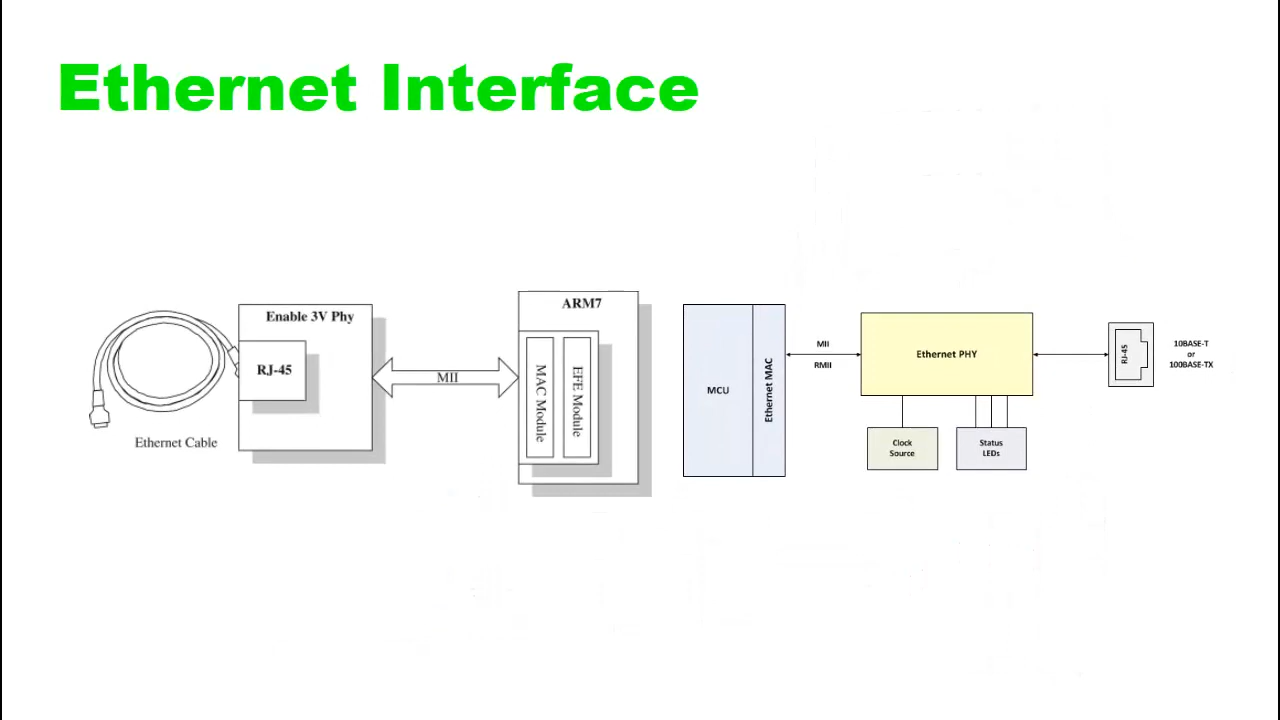 Ethernet Interface
Enable 3V Phy
RJ-45
Ethernet Cable
MII
ARM7
MAC Module
EFE Module
MCU
Ethernet MAC
MII
RMII
Ethernet PHY
Clock
Source
Status
LEDs
RJ-45
10BASE-T
or
100BASE-TX